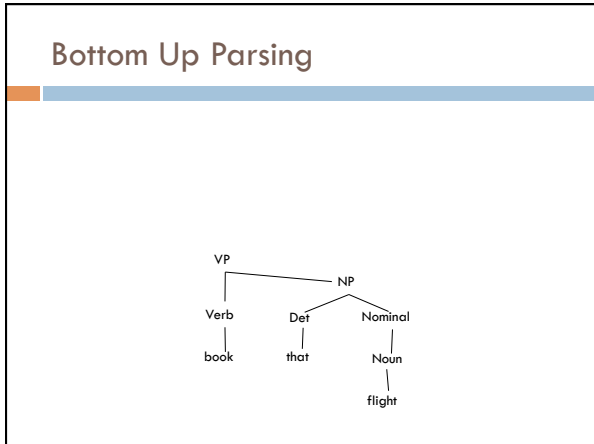 Bottom Up Parsing
VP
NP
Verb Det Nominal
book that Noun
flight